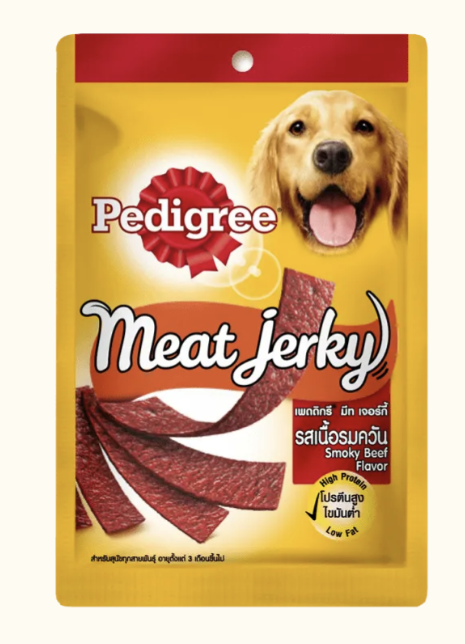 Pedigree
meat jerky
เพดดิกรี มีท เจอร์กี้
รสเนื้อรมควัน
Smoky Beef
Flavor
High Protein
โปรตีนสูง
ไขมันต่ำ
Low Fat
สำหรับสุนัขทุกสายพันธุ์ อายุตั้งแต่ 3 เดือนขึ้นไป